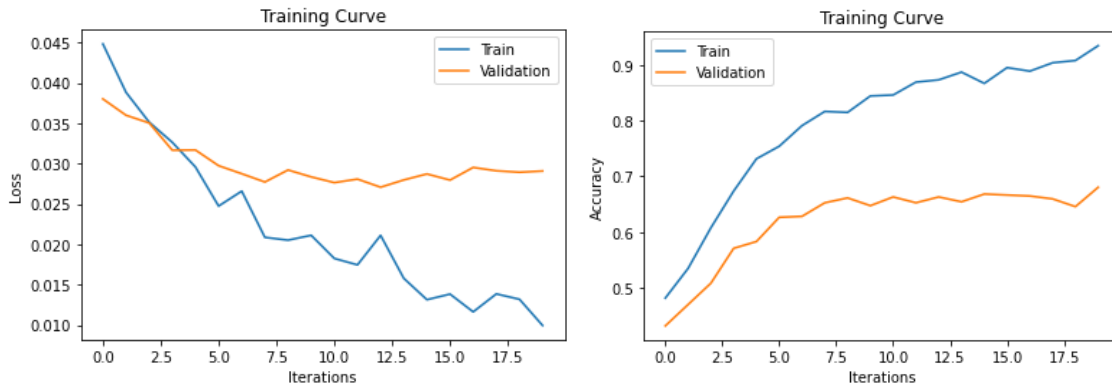 Training Curve
Train
Validation
Loss
0.045
0.040
0.035
0.030
0.025
0.020
0.015
0.010
0.0 2.5 5.0 7.5 10.0 12.5 15.0 17.5
Iterations
Training Curve
Train
Validation
Accuracy
0.9
0.8
0.7
0.6
0.5
0.0 2.5 5.0 7.5 10.0 12.5 15.0 17.5
Iterations